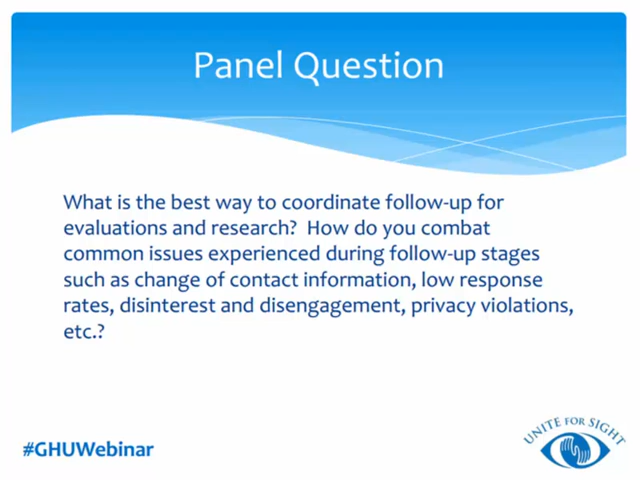 Panel Question
What is the best way to coordinate follow-up for
evaluations and research? How do you combat
common issues experienced during follow-up stages
such as change of contact information, low response
rates, disinterest and disengagement, privacy violations,
etc.?
#GHUWebinar
UNITE FOR SIGHT